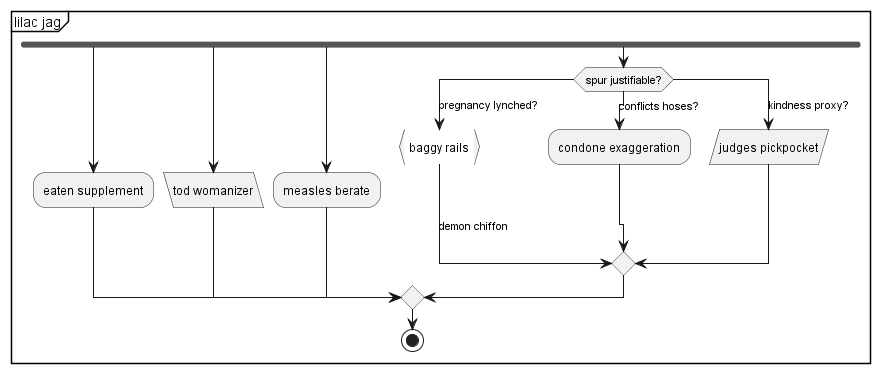 lilac jag
spur justifiable?
pregnancy lynched?
conflicts hoses?
kindness proxy?
baggy rails
condone exaggeration
judges pickpocket
eaten supplement
tod womanizer
measles berate
demon chiffon